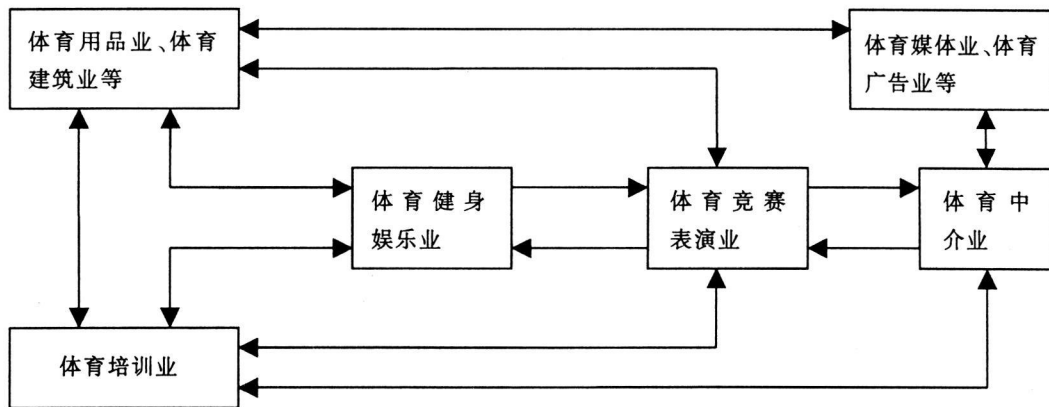 体育用品业、体育
建筑业等
体育媒体业、体育
广告业等
体育健身
娱乐业
体育竞赛
表演业
体育中
介业
体育培训业